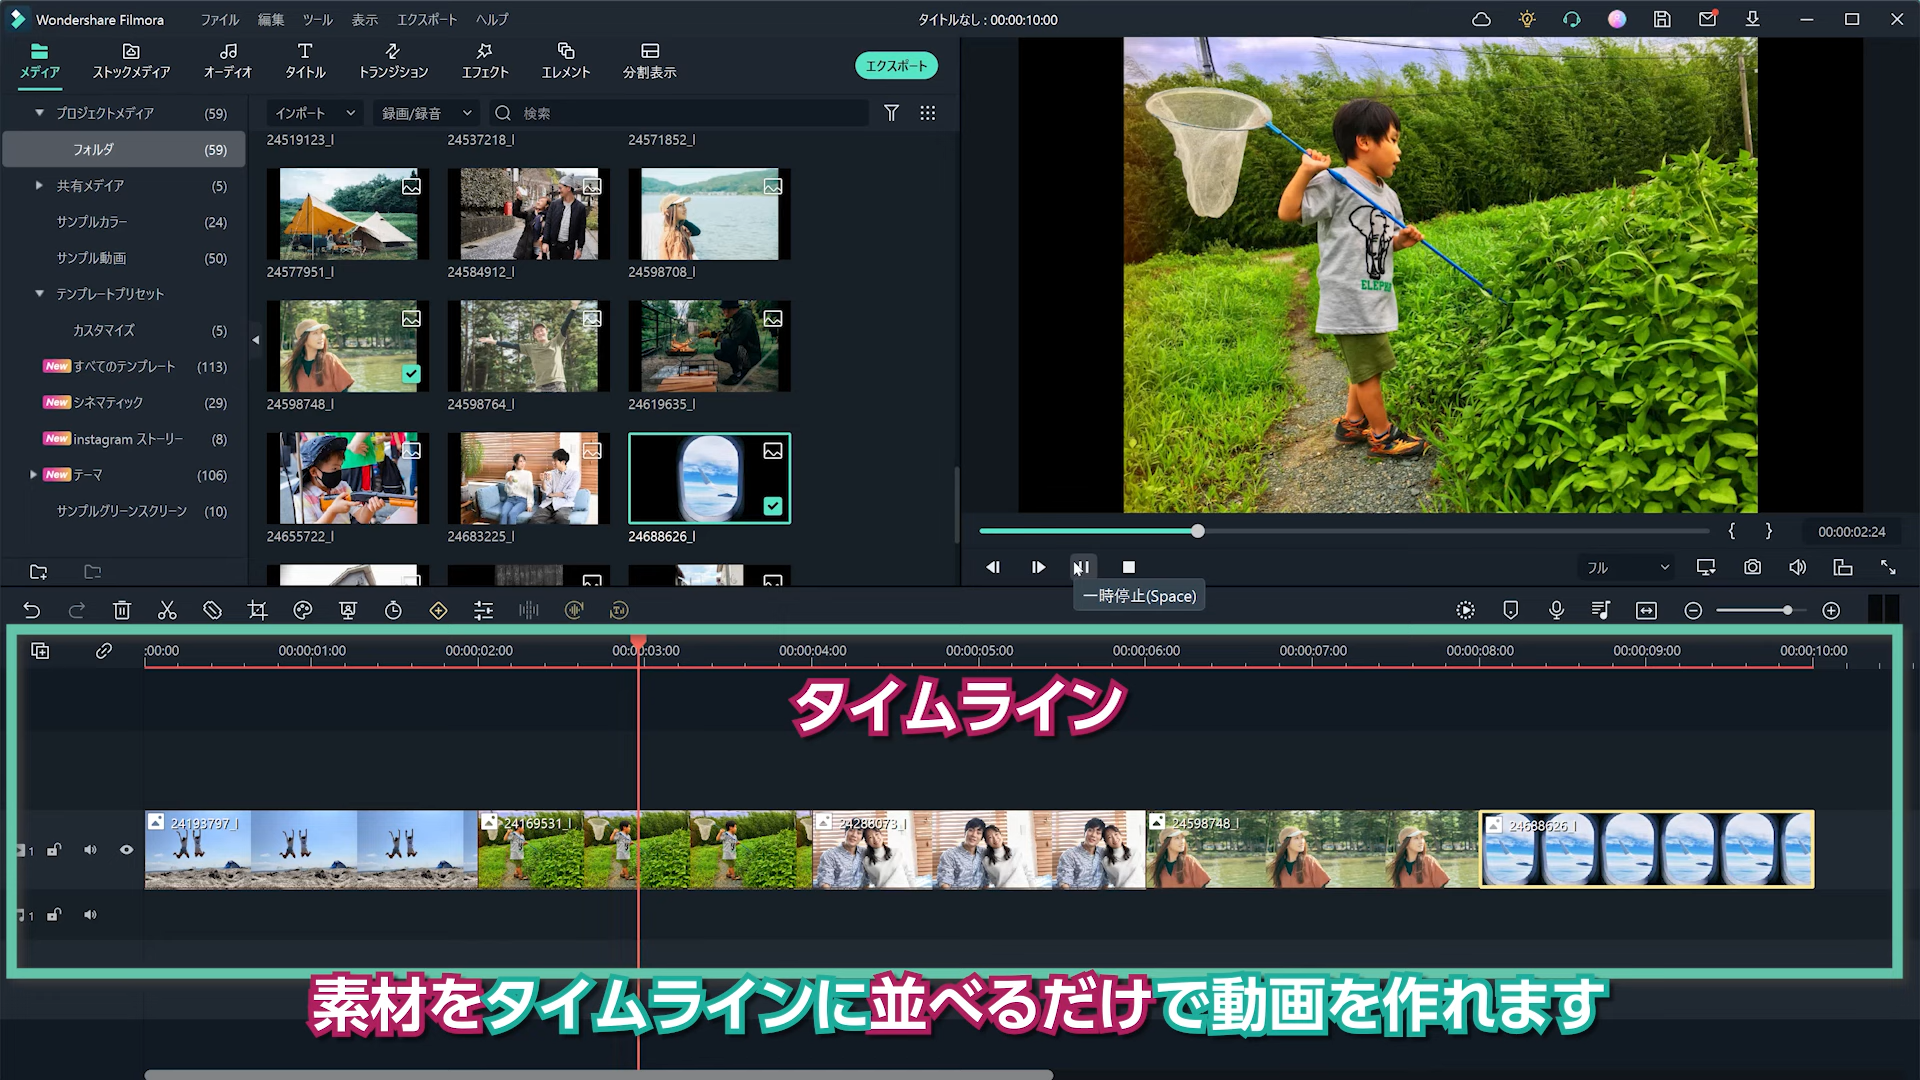 Wondershare Filmora ファイル 編集 ツール 表示 エクスポート ヘルプ タイトルなし : 00:00:10:00
メディア ストックメディア オーディオ タイトル トランジション エフェクト エレメント 分割表示 エクスポート
プロジェクトメディア (59)
フォルダ (59)
共有メディア (5)
サンプルカラー (24)
サンプル動画 (50)
テンプレートプリセット
カスタマイズ (5)
New すべてのテンプレート (113)
New シネマティック (29)
New instagram ストーリー (8)
New テーマ (106)
サンプルグリーンスクリーン (10)
インポート 録画/録音 検索
24519123_l 24537218_l 24571852_l
24577951_l 24584912_l 24598708_l
24598748_l 24598764_l 24619635_l
24655722_l 24683225_l 24688626_l
ELEPHA
{ } 00:00:02:24
フル
一時停止(Space)
:00:00 00:00:01:00 00:00:02:00 00:00:03:00 00:00:04:00 00:00:05:00 00:00:06:00 00:00:07:00 00:00:08:00 00:00:09:00 00:00:10:00
タイムライン
1 24193797_l 24169531_l 24286073_l 24598748_l 24688626_l
1
素材をタイムラインに並べるだけで動画を作れます